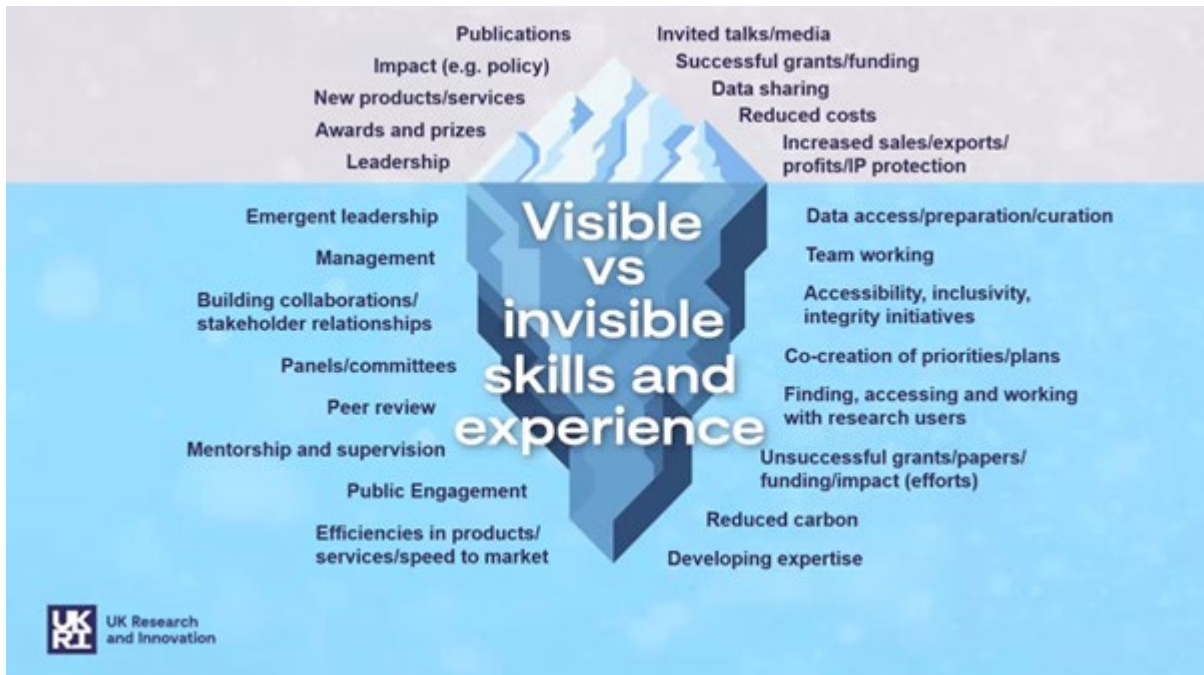 Publications
Impact (e.g. policy)
New products/services
Awards and prizes
Leadership
Invited talks/media
Successful grants/funding
Data sharing
Reduced costs
Increased sales/exports/
profits/IP protection
Visible
vs
invisible
skills and
experience
Emergent leadership
Management
Building collaborations/
stakeholder relationships
Panels/committees
Peer review
Mentorship and supervision
Public Engagement
Efficiencies in products/
services/speed to market
Data access/preparation/curation
Team working
Accessibility, inclusivity,
integrity initiatives
Co-creation of priorities/plans
Finding, accessing and working
with research users
Unsuccessful grants/papers/
funding/impact (efforts)
Reduced carbon
Developing expertise
UK
RI
UK Research
and Innovation